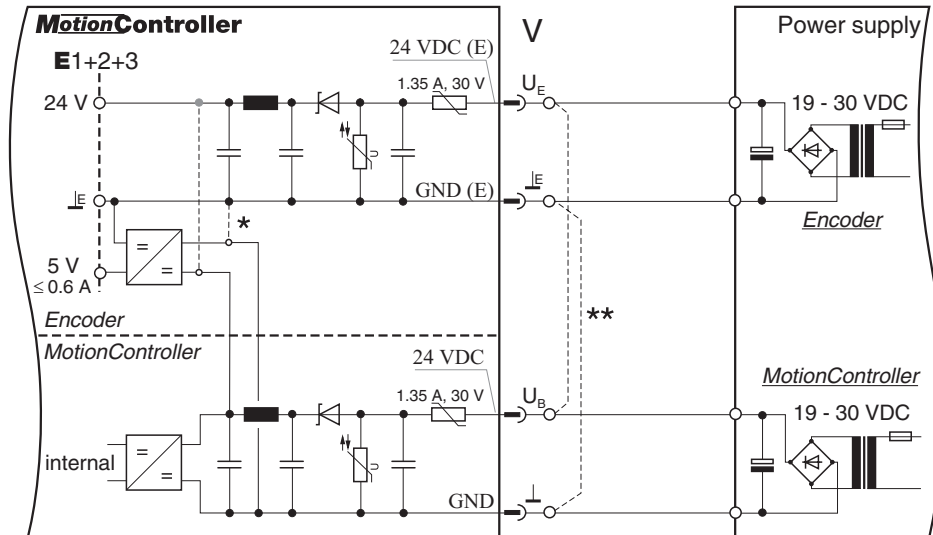 MotionController
V
Power supply
E1+2+3
24 VDC (E)
24 V
1.35 A, 30 V
U_E
19 - 30 VDC
U
GND (E)
E
E
*
Encoder
5 V
≤ 0.6 A
Encoder
**
MotionController
24 VDC
MotionController
1.35 A, 30 V
U_B
19 - 30 VDC
internal
U
GND